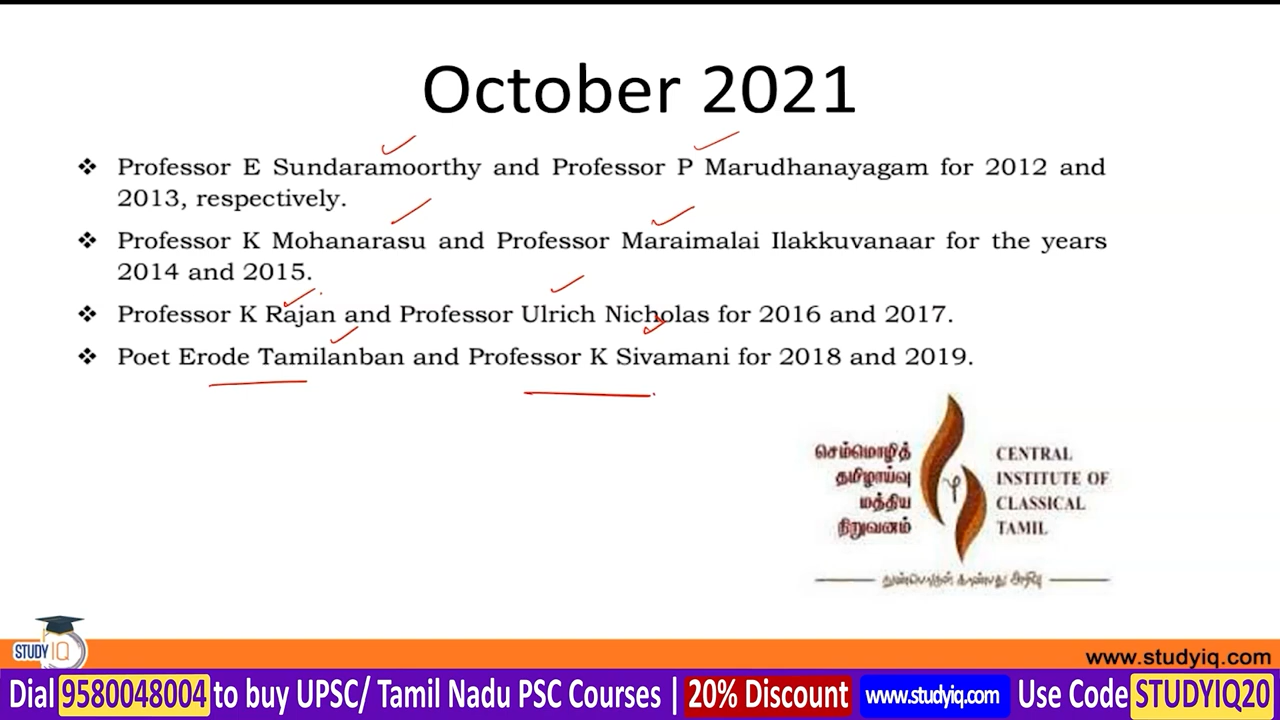 October 2021
❖ Professor E Sundaramoorthy and Professor P Marudhanayagam for 2012 and
2013, respectively.
❖ Professor K Mohanarasu and Professor Maraimalai Ilakkuvanaar for the years
2014 and 2015.
❖ Professor K Rajan and Professor Ulrich Nicholas for 2016 and 2017.
❖ Poet Erode Tamilanban and Professor K Sivamani for 2018 and 2019.
செம்மொழித்
தமிழாய்வு
மத்திய
நிறுவனம்
CENTRAL
INSTITUTE OF
CLASSICAL
TAMIL
STUDY IQ
www.studyiq.com
Dial 9580048004 to buy UPSC/ Tamil Nadu PSC Courses | 20% Discount www.studyiq.com Use Code STUDYIQ20